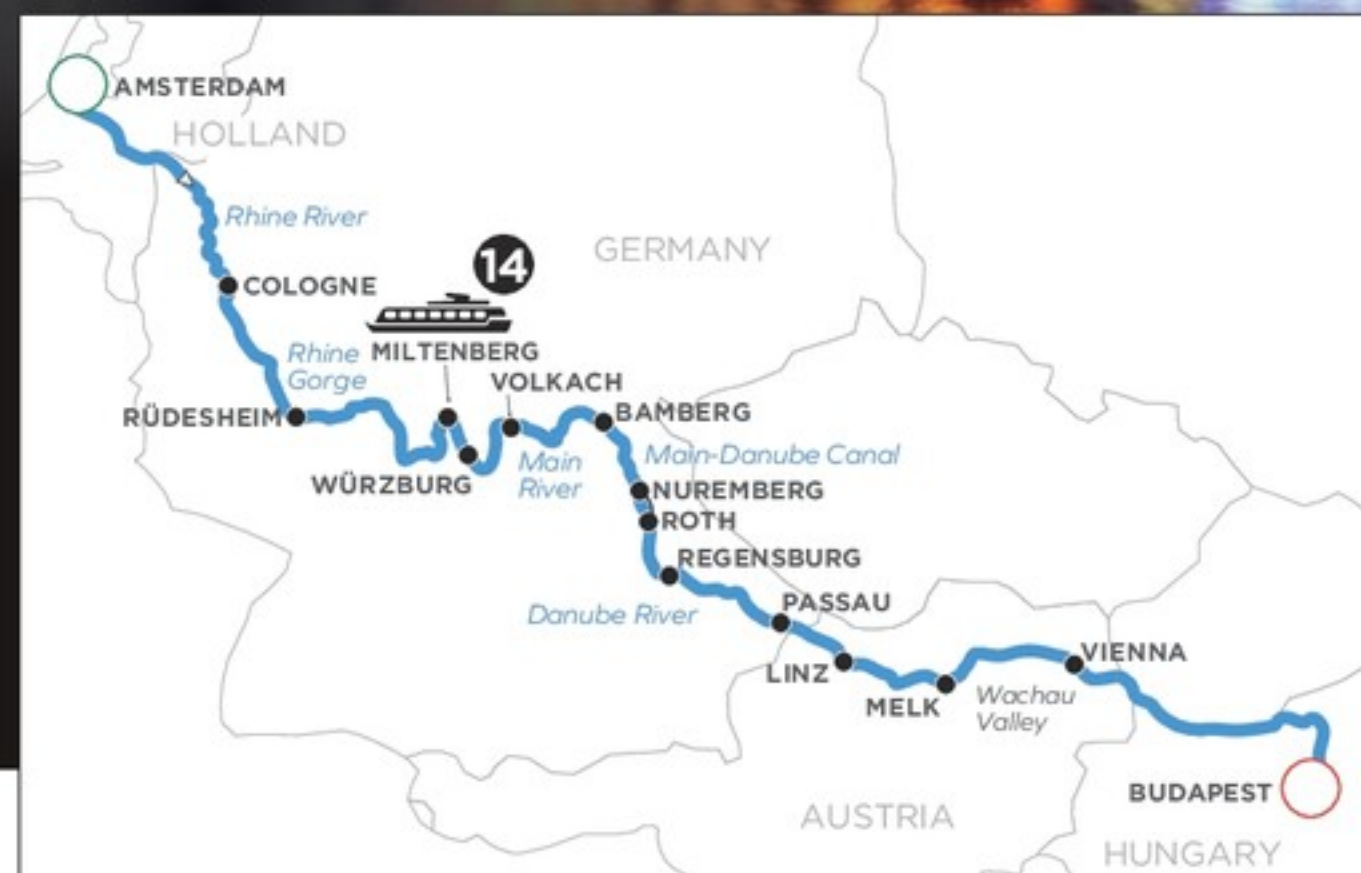 AMSTERDAM
HOLLAND
Rhine River
GERMANY
14
COLOGNE
Rhine
Gorge
MILTENBERG
VOLKACH
RÜDESHEIM
BAMBERG
Main-Danube Canal
Main
River
WÜRZBURG
NUREMBERG
ROTH
REGENSBURG
Danube River
PASSAU
LINZ
VIENNA
MELK
Wachau
Valley
BUDAPEST
AUSTRIA
HUNGARY